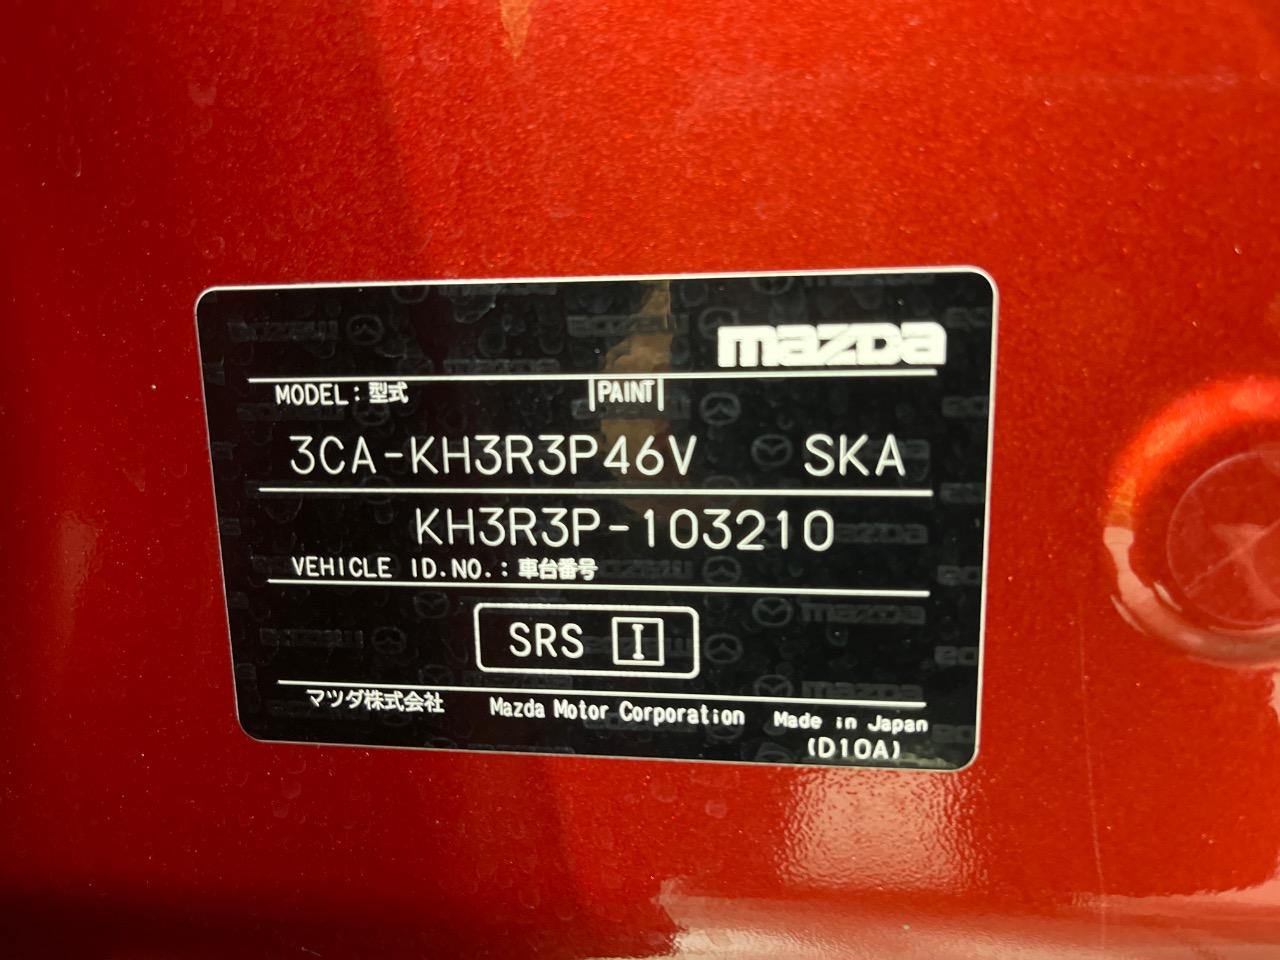 mazda
MODEL: 型式 PAINT
3CA-KH3R3P46V SKA
KH3R3P-103210
VEHICLE ID.NO.: 車台番号
SRS I
マツダ株式会社 Mazda Motor Corporation Made in Japan
(D10A)